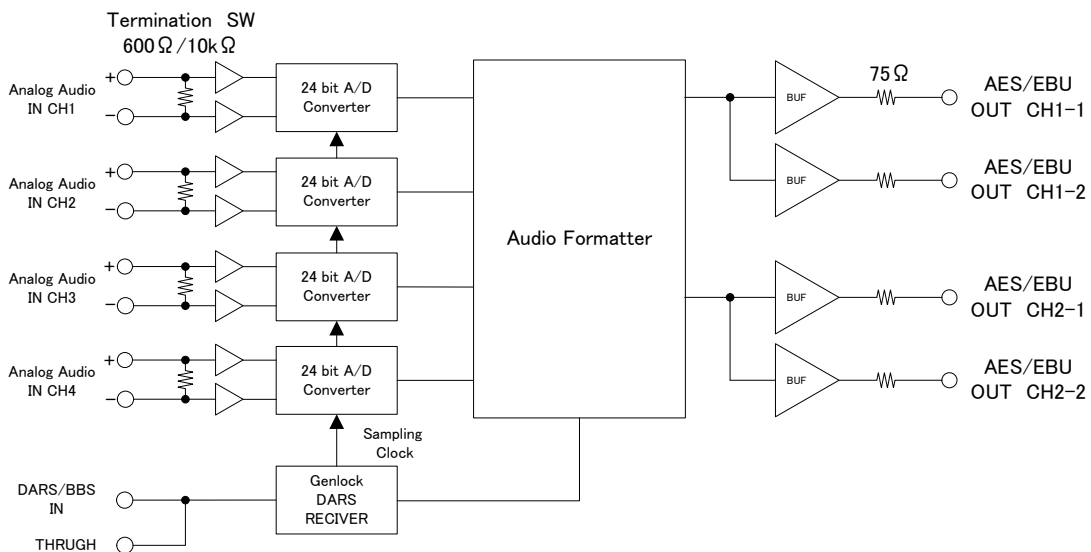 Termination SW
600Ω/10kΩ
Analog Audio
IN CH1
+
−
24 bit A/D
Converter
Analog Audio
IN CH2
+
−
24 bit A/D
Converter
Analog Audio
IN CH3
+
−
24 bit A/D
Converter
Analog Audio
IN CH4
+
−
24 bit A/D
Converter
Sampling
Clock
DARS/BBS
IN
THRUGH
Genlock
DARS
RECIVER
Audio Formatter
BUF
75Ω
AES/EBU
OUT CH1-1
BUF
AES/EBU
OUT CH1-2
BUF
AES/EBU
OUT CH2-1
BUF
AES/EBU
OUT CH2-2